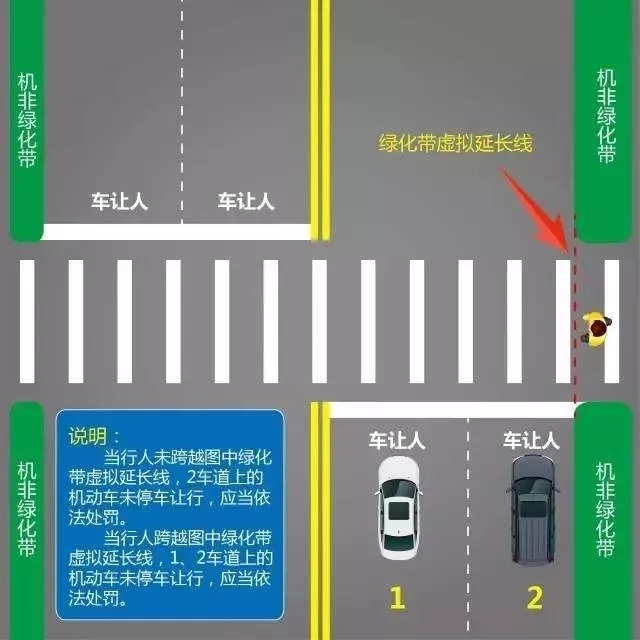 机非绿化带
机非绿化带
绿化带虚拟延长线
车让人
车让人
机非绿化带
说明：
当行人未跨越图中绿化
带虚拟延长线，2车道上的
机动车未停车让行，应当依
法处罚。
当行人跨越图中绿化带
虚拟延长线，1、2车道上的
机动车未停车让行，应当依
法处罚。
车让人
车让人
1
2
机非绿化带